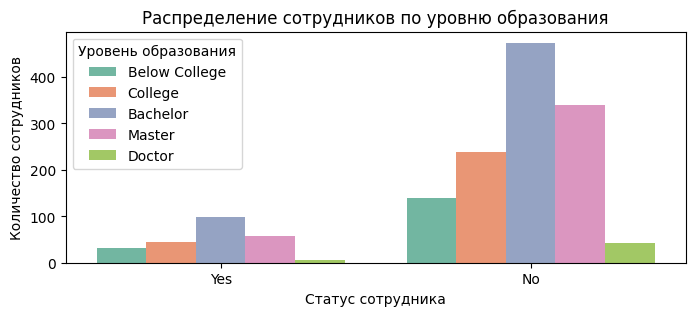 Распределение сотрудников по уровню образования
Количество сотрудников
400
300
200
100
0
Уровень образования
Below College
College
Bachelor
Master
Doctor
Yes
No
Статус сотрудника